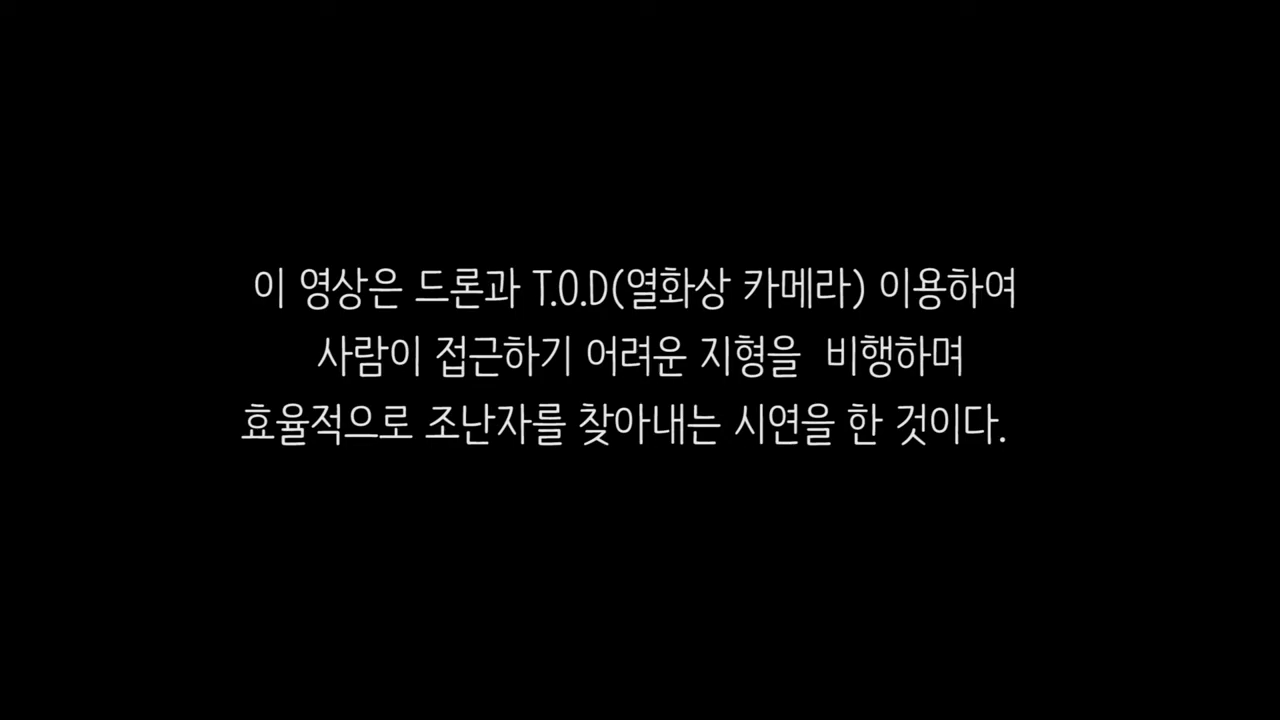 이 영상은 드론과 T.O.D(열화상 카메라) 이용하여
사람이 접근하기 어려운 지형을  비행하며
효율적으로 조난자를 찾아내는 시연을 한 것이다.